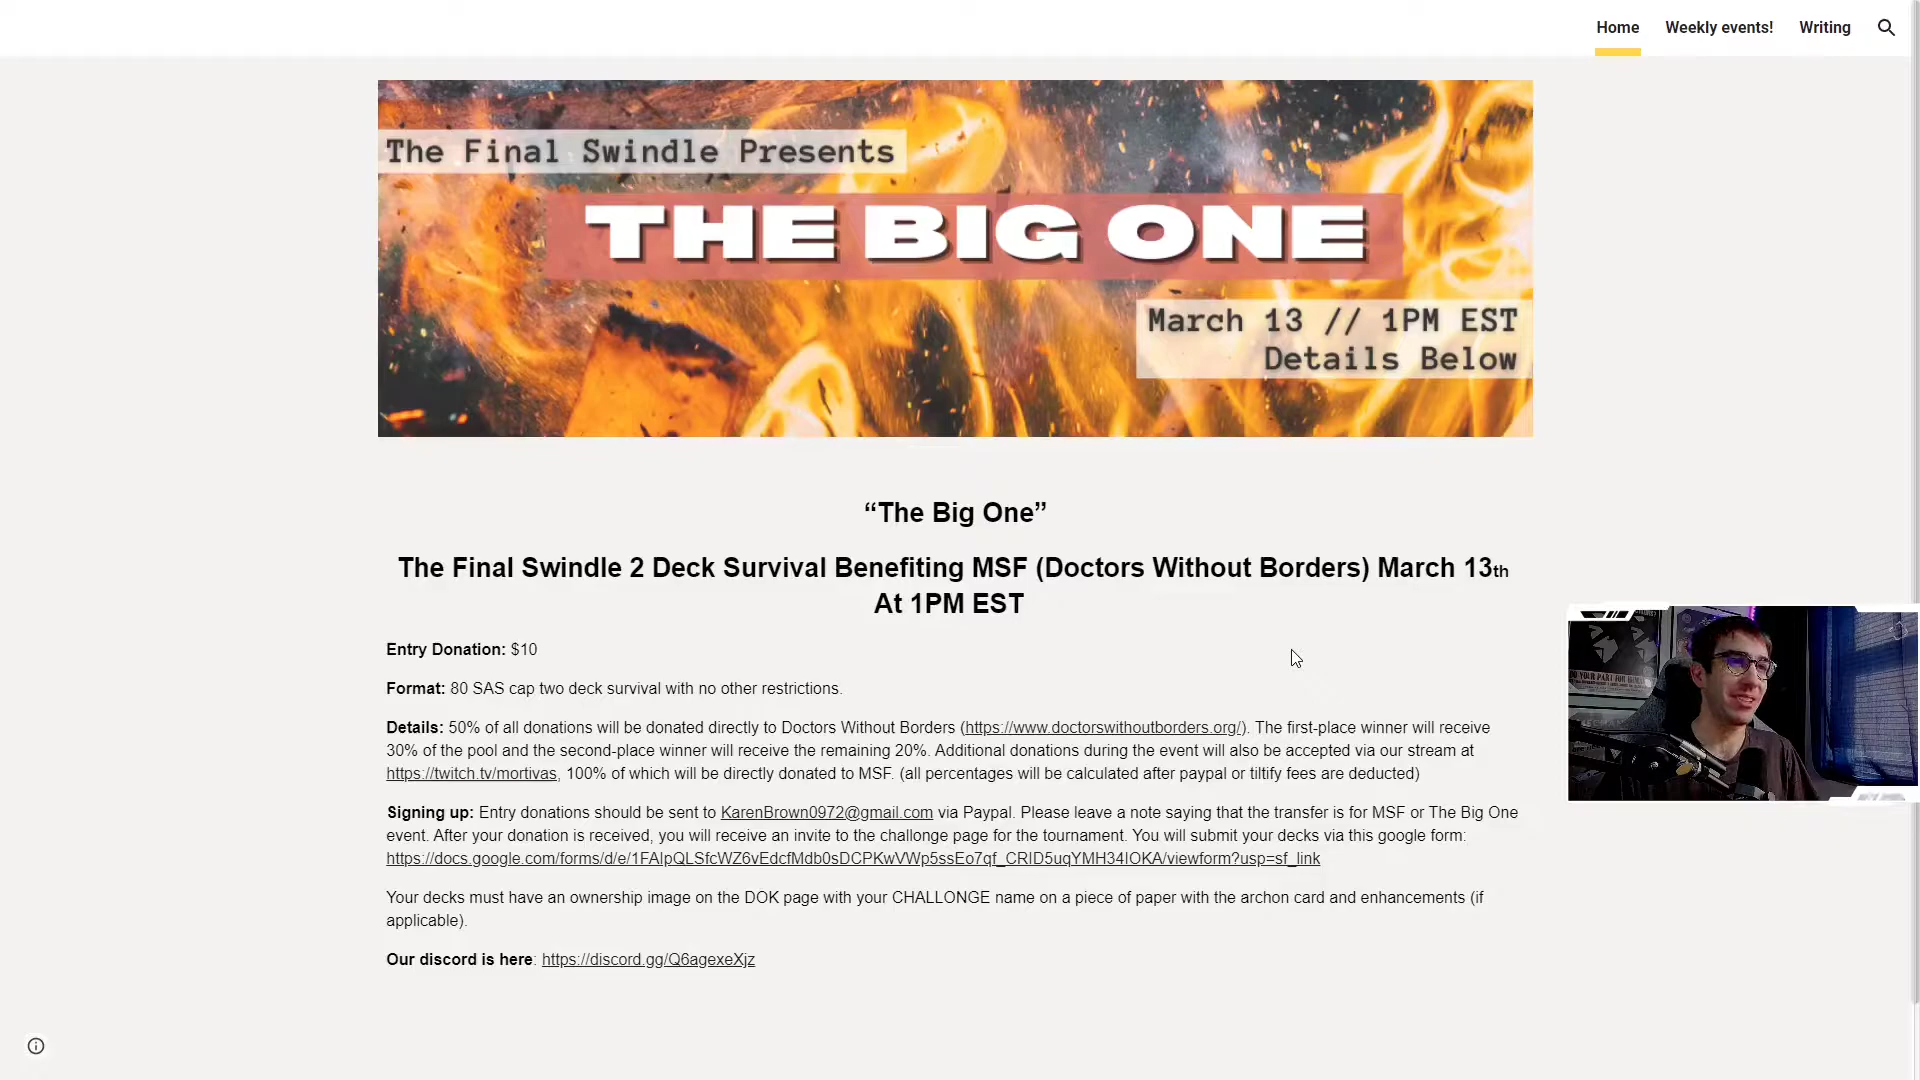 Home Weekly events! Writing
The Final Swindle Presents
THE BIG ONE
March 13 // 1PM EST
Details Below
“The Big One”
The Final Swindle 2 Deck Survival Benefiting MSF (Doctors Without Borders) March 13th
At 1PM EST
Entry Donation: $10
Format: 80 SAS cap two deck survival with no other restrictions.
Details: 50% of all donations will be donated directly to Doctors Without Borders (https://www.doctorswithoutborders.org/). The first-place winner will receive
30% of the pool and the second-place winner will receive the remaining 20%. Additional donations during the event will also be accepted via our stream at
https://twitch.tv/mortivas, 100% of which will be directly donated to MSF. (all percentages will be calculated after paypal or tiltify fees are deducted)
Signing up: Entry donations should be sent to KarenBrown0972@gmail.com via Paypal. Please leave a note saying that the transfer is for MSF or The Big One
event. After your donation is received, you will receive an invite to the challonge page for the tournament. You will submit your decks via this google form:
https://docs.google.com/forms/d/e/1FAIpQLSfcWZ6vEdcfMdb0sDCPKwVWp5ssEo7qf_CRID5uqYMH34IOKA/viewform?usp=sf_link
Your decks must have an ownership image on the DOK page with your CHALLONGE name on a piece of paper with the archon card and enhancements (if
applicable).
Our discord is here: https://discord.gg/Q6agexeXjz